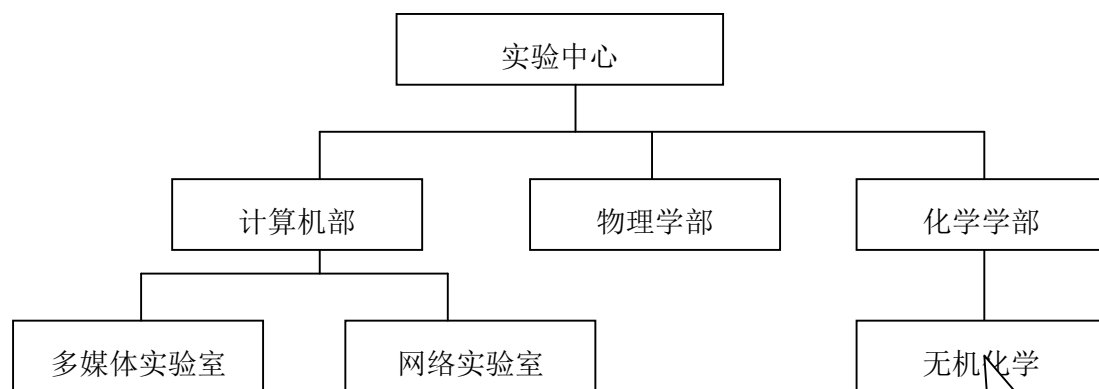 实验中心
计算机部
物理学部
化学学部
多媒体实验室
网络实验室
无机化学